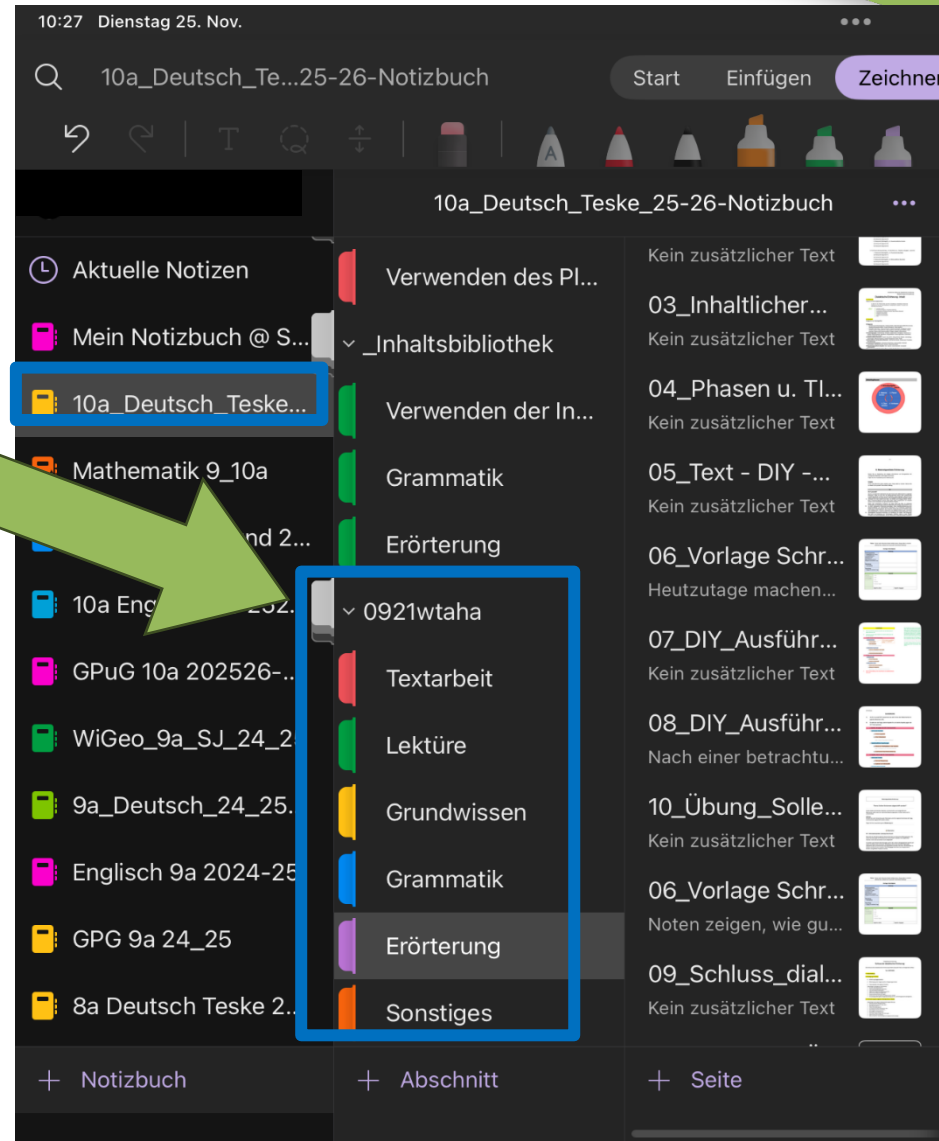 10:27 Dienstag 25. Nov.
10a_Deutsch_Te...25-26-Notizbuch
Start Einfügen Zeichnen
T
A
10a_Deutsch_Teske_25-26-Notizbuch
Aktuelle Notizen
Mein Notizbuch @ S...
10a_Deutsch_Teske...
Mathematik 9_10a
nd 2...
10a Eng
GPuG 10a 202526-...
WiGeo_9a_SJ_24_2
9a_Deutsch_24_25.
Englisch 9a 2024-25
GPG 9a 24_25
8a Deutsch Teske 2...
+ Notizbuch
Verwenden des Pl...
_Inhaltsbibliothek
Verwenden der In...
Grammatik
Erörterung
0921wtaha
Textarbeit
Lektüre
Grundwissen
Grammatik
Erörterung
Sonstiges
+ Abschnitt
Kein zusätzlicher Text
03_Inhaltlicher...
Kein zusätzlicher Text
04_Phasen u. Tl...
Kein zusätzlicher Text
05_Text - DIY -...
Kein zusätzlicher Text
06_Vorlage Schr...
Heutzutage machen...
07_DIY_Ausführ...
Kein zusätzlicher Text
08_DIY_Ausführ...
Nach einer betrachtu...
10_Übung_Solle...
Kein zusätzlicher Text
06_Vorlage Schr...
Noten zeigen, wie gu...
09_Schluss_dial...
Kein zusätzlicher Text
+ Seite